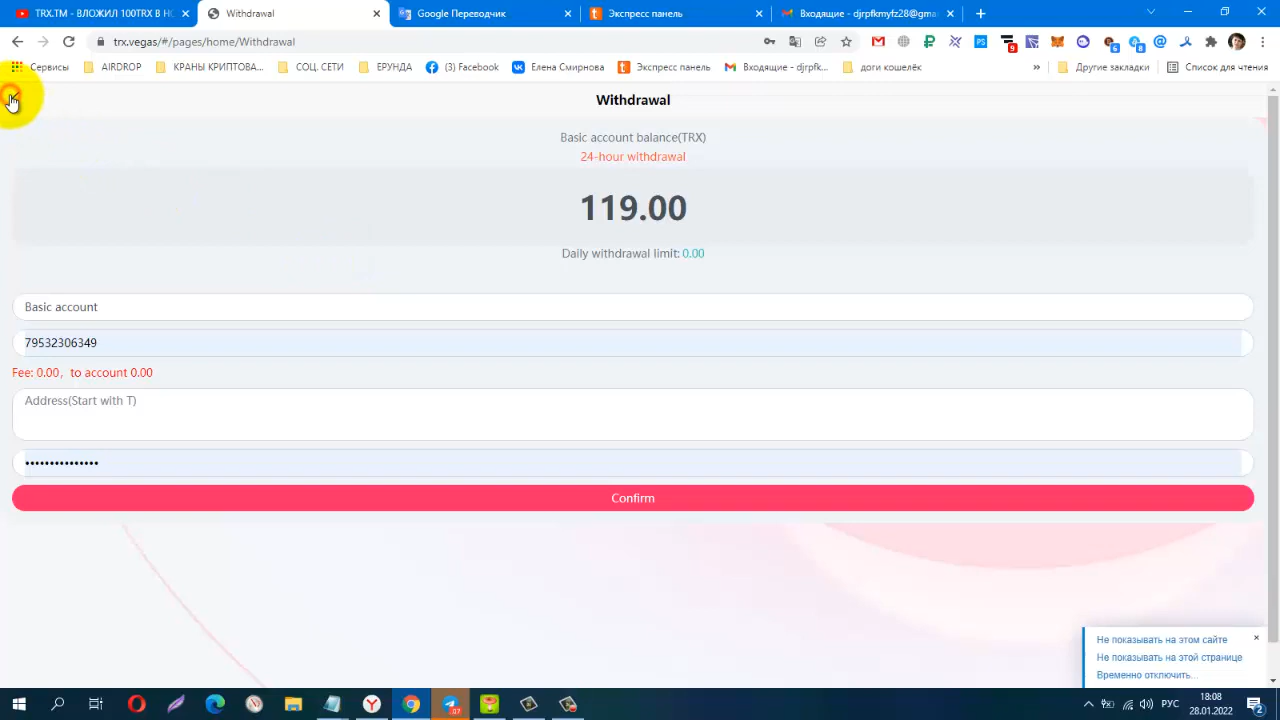 TRX.TM - ВЛОЖИЛ 100TRX В НО
Withdrawal
Google Переводчик
Экспресс панель
Входящие - djrpfkmyfz28@gmai
trx.vegas/#/pages/home/Withdrawal
Сервисы
AIRDROP
КРАНЫ КРИПТОВА...
СОЦ. СЕТИ
ЕРУНДА
(3) Facebook
Елена Смирнова
Экспресс панель
Входящие - djrpfk...
доги кошелёк
»
Другие закладки
Список для чтения
Withdrawal
Basic account balance(TRX)
24-hour withdrawal
119.00
Daily withdrawal limit: 0.00
Basic account
79532306349
Fee: 0.00, to account 0.00
Address(Start with T)
•••••••••••••••
Confirm
Не показывать на этом сайте
Не показывать на этой странице
Временно отключить...
РУС
18:08
28.01.2022